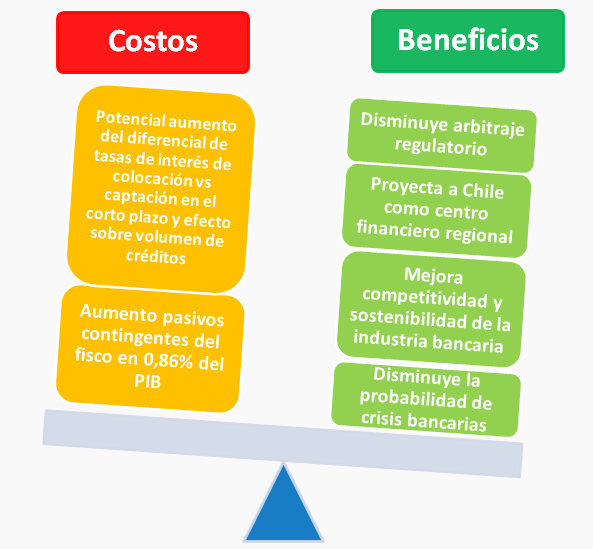 Costos
Potencial aumento
del diferencial de
tasas de interés de
colocación vs
captación en el
corto plazo y efecto
sobre volumen de
créditos
Aumento pasivos
contingentes del
fisco en 0,86% del
PIB
Beneficios
Disminuye arbitraje
regulatorio
Proyecta a Chile
como centro
financiero regional
Mejora
competitividad y
sostenibilidad de la
industria bancaria
Disminuye la
probabilidad de
crisis bancarias